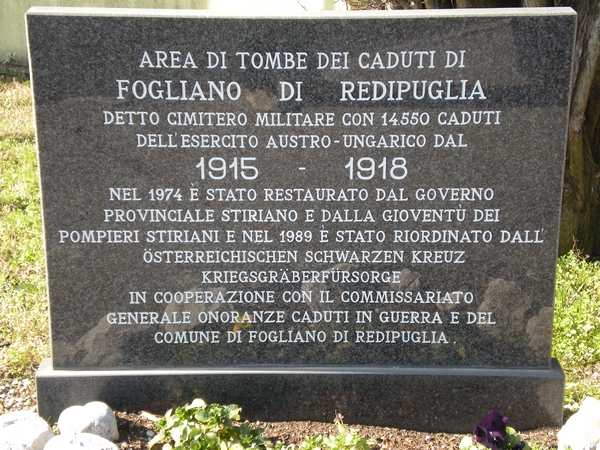 AREA DI TOMBE DEI CADUTI DI
FOGLIANO DI REDIPUGLIA
DETTO CIMITERO MILITARE CON 14.550 CADUTI
DELL'ESERCITO AUSTRO-UNGARICO DAL
1915 - 1918
NEL 1974 È STATO RESTAURATO DAL GOVERNO
PROVINCIALE STIRIANO E DALLA GIOVENTÙ DEI
POMPIERI STIRIANI E NEL 1989 È STATO RIORDINATO DALL'
ÖSTERREICHISCHEN SCHWARZEN KREUZ
KRIEGSGRÄBERFÜRSORGE
IN COOPERAZIONE CON IL COMMISSARIATO
GENERALE ONORANZE CADUTI IN GUERRA E DEL
COMUNE DI FOGLIANO DI REDIPUGLIA.